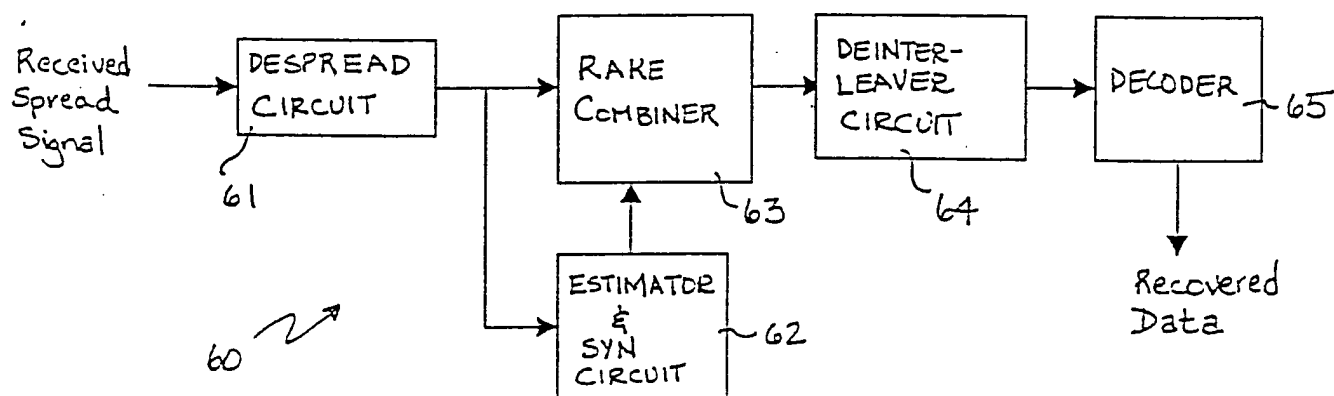 Received
Spread
Signal
DESPREAD
CIRCUIT
61
RAKE
COMBINER
63
DEINTER-
LEAVER
CIRCUIT
64
DECODER
65
ESTIMATOR
&
SYN
CIRCUIT
62
Recovered
Data
60